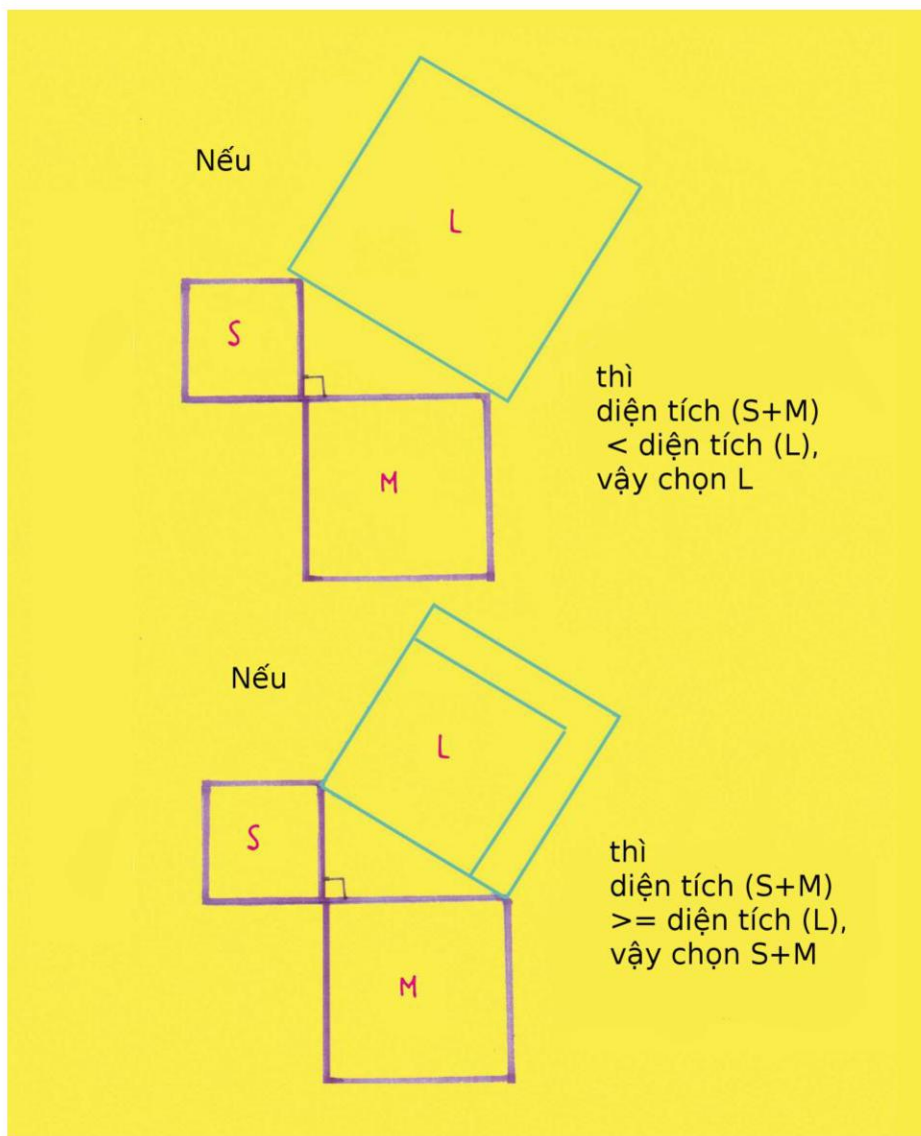 Nếu
L
S
M
thì
diện tích (S+M)
< diện tích (L),
vậy chọn L
Nếu
L
S
M
thì
diện tích (S+M)
>= diện tích (L),
vậy chọn S+M